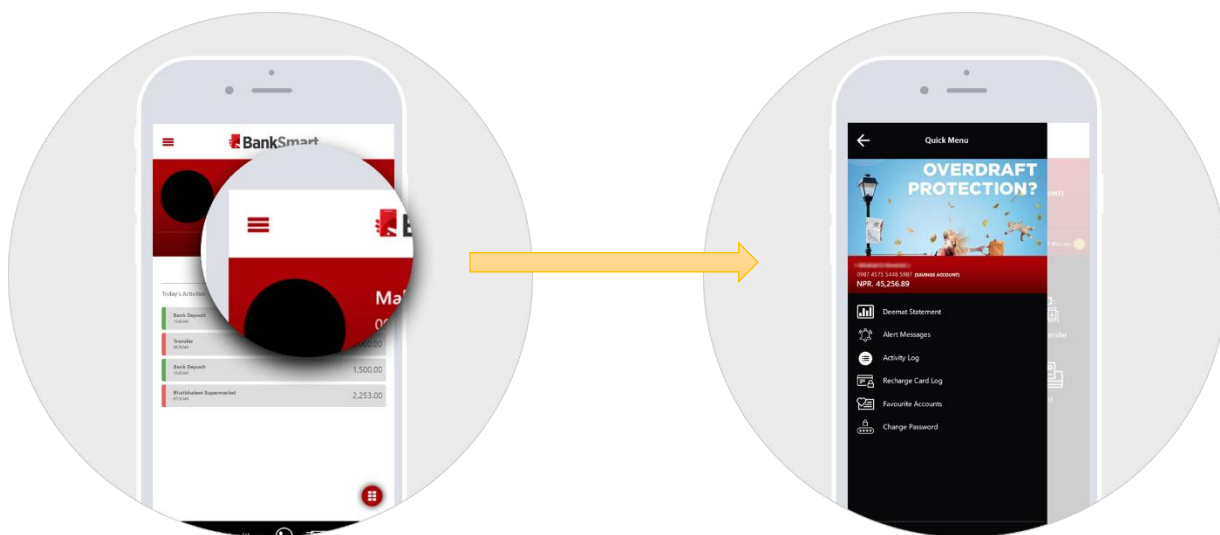 BankSmart
Ma
Today's Activities
Bank Deposit
Transfer
Bank Deposit
1,500.00
Bhatbhateni Supermarket
2,253.00
Quick Menu
OVERDRAFT
PROTECTION?
0987 4575 5448 5987 (SAVINGS ACCOUNT)
NPR. 45,256.89
Deemat Statement
Alert Messages
Activity Log
Recharge Card Log
Favourite Accounts
Change Password